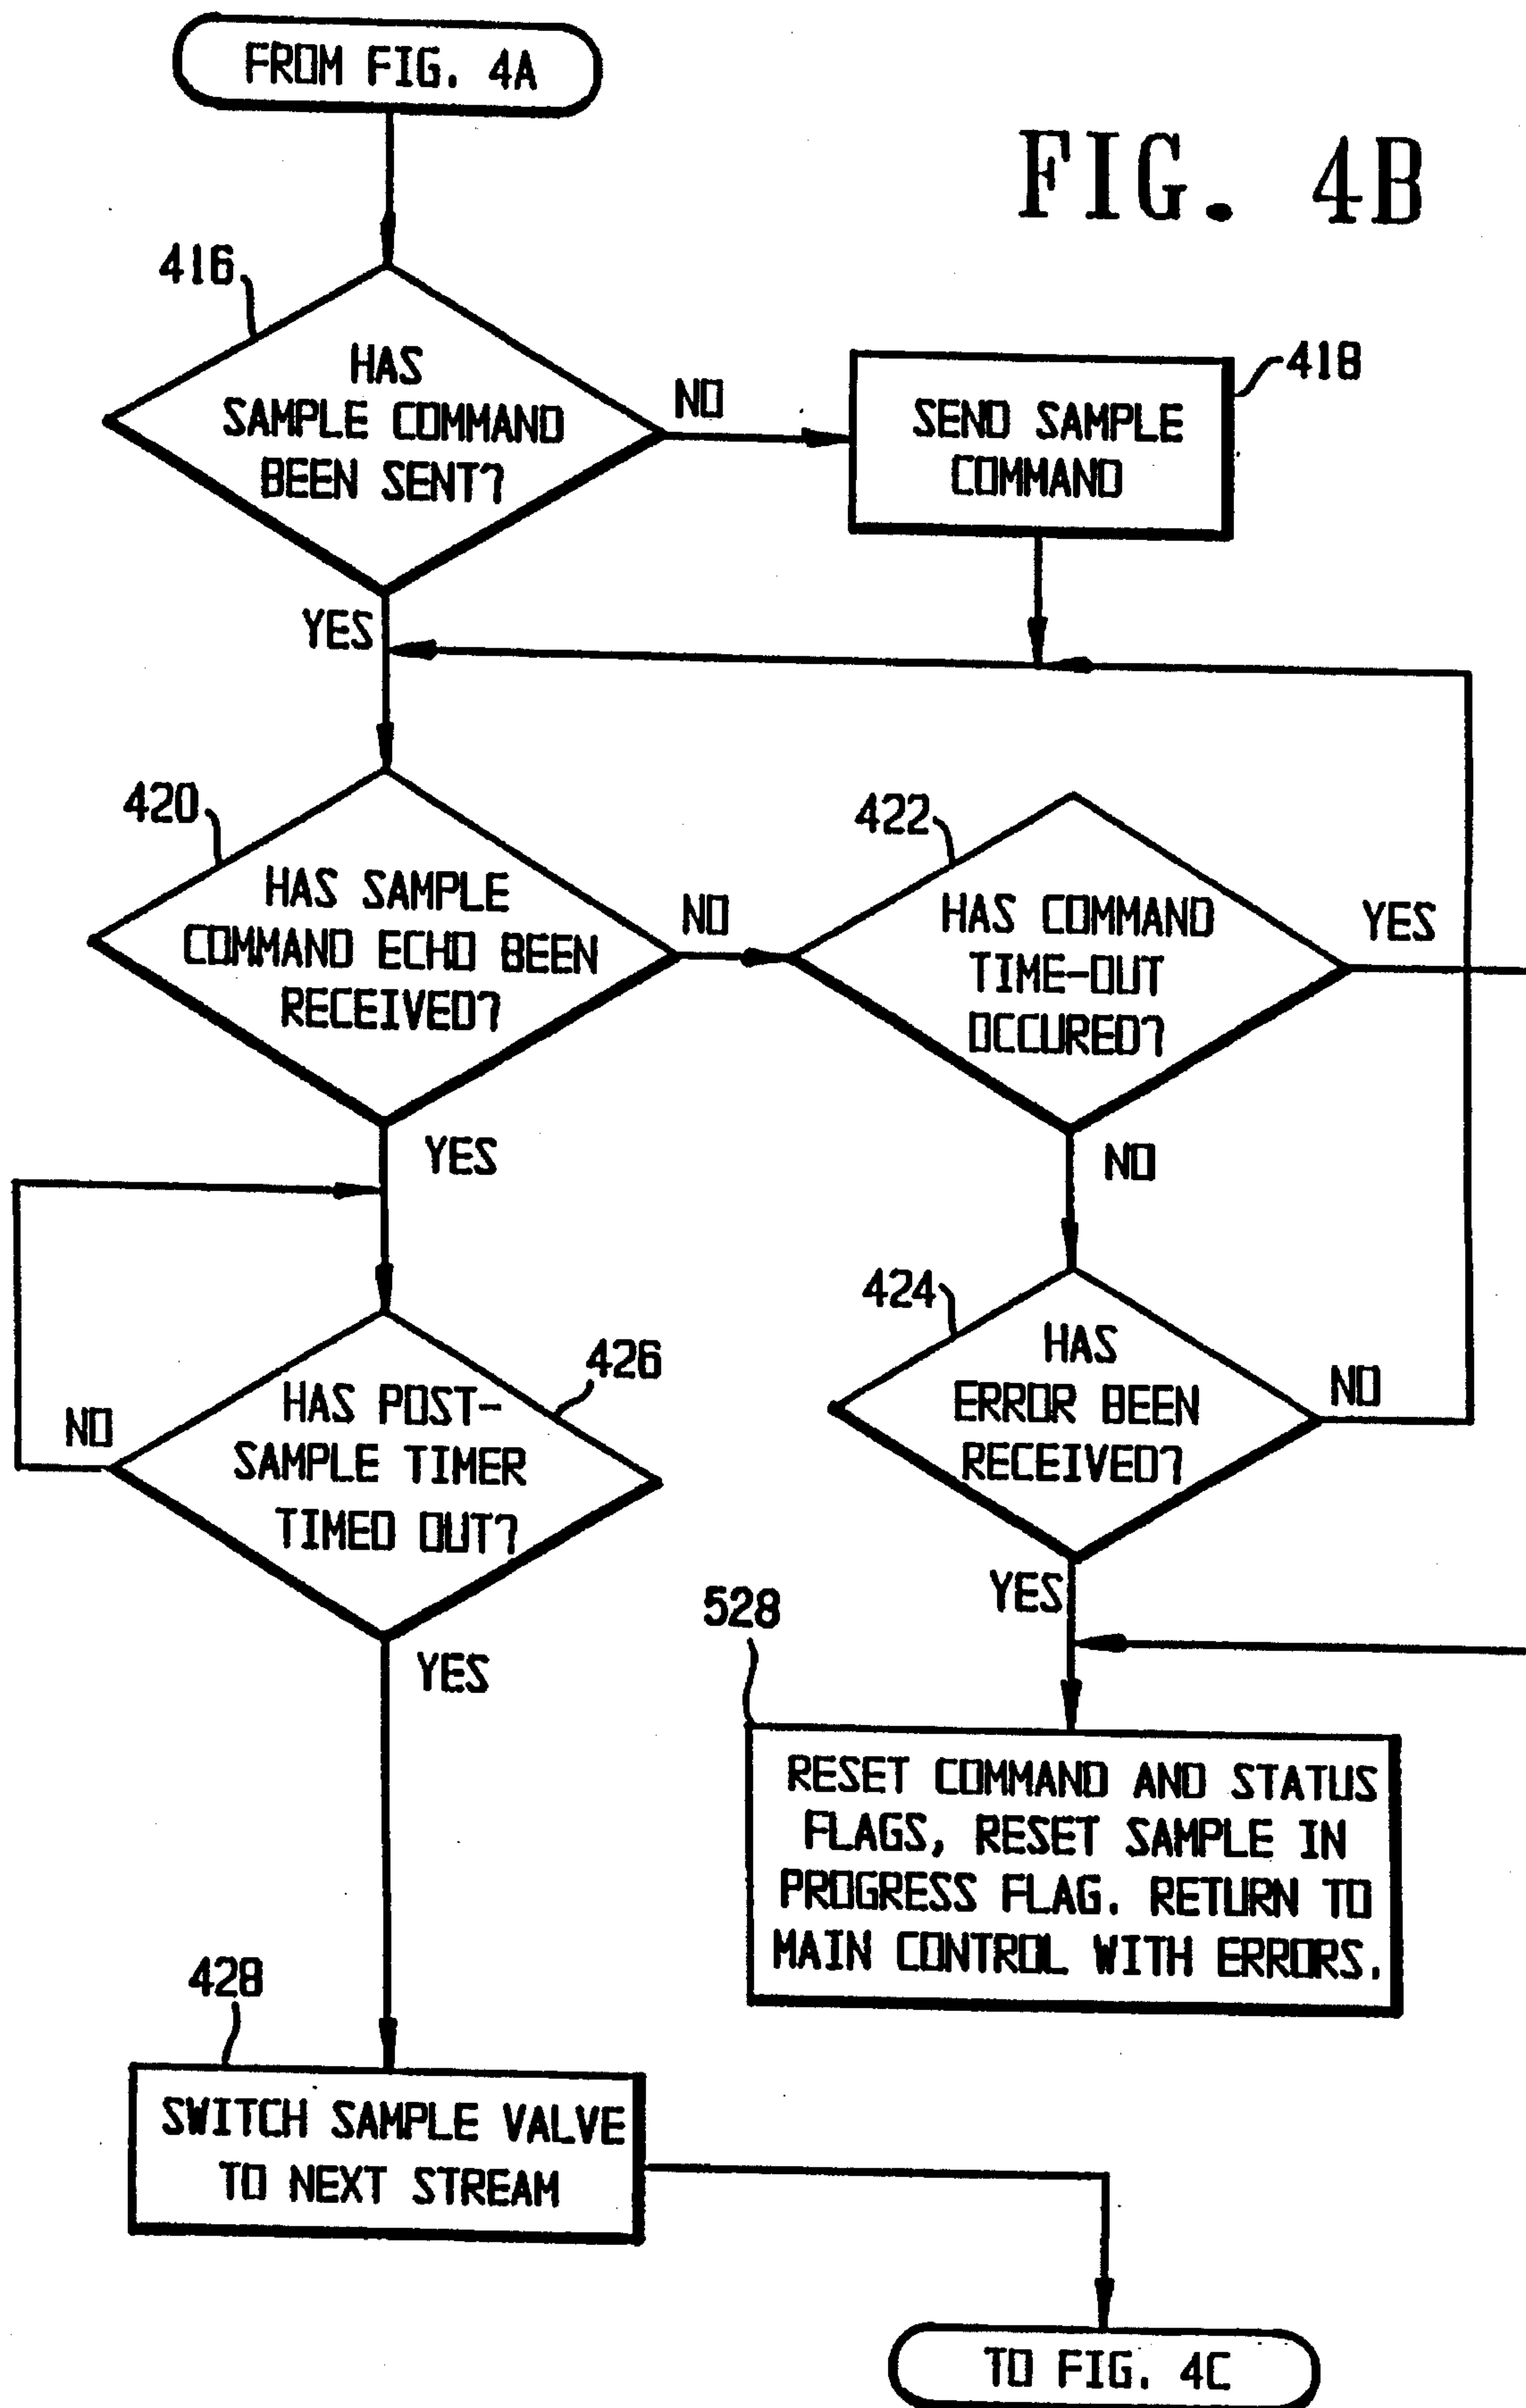 FROM FIG. 4A
FIG. 4B
416
HAS
SAMPLE COMMAND
BEEN SENT?
NO
418
SEND SAMPLE
COMMAND
YES
420
HAS SAMPLE
COMMAND ECHO BEEN
RECEIVED?
NO
422
HAS COMMAND
TIME-OUT
OCCURED?
YES
YES
NO
424
HAS
ERROR BEEN
RECEIVED?
NO
426
HAS POST-
SAMPLE TIMER
TIMED OUT?
NO
YES
YES
528
RESET COMMAND AND STATUS
FLAGS, RESET SAMPLE IN
PROGRESS FLAG. RETURN TO
MAIN CONTROL WITH ERRORS.
428
SWITCH SAMPLE VALVE
TO NEXT STREAM
TO FIG. 4C